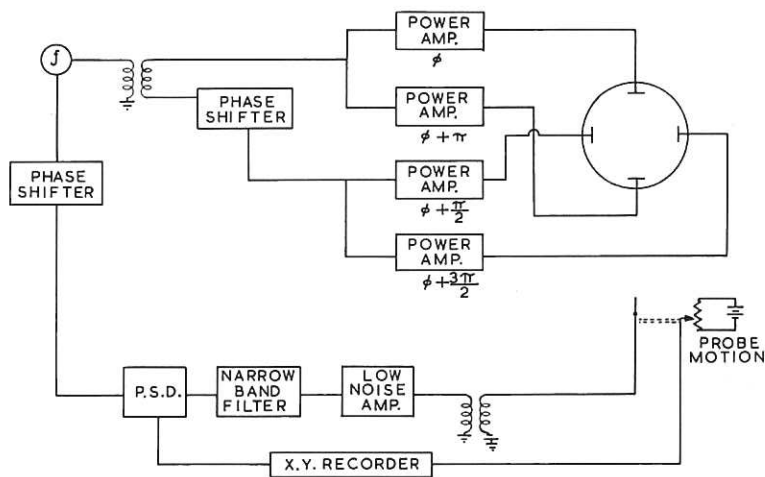 f
POWER
AMP.
φ
POWER
AMP.
φ + π
PHASE
SHIFTER
PHASE
SHIFTER
POWER
AMP.
φ + π/2
POWER
AMP.
φ + 3π/2
PROBE
MOTION
P.S.D.
NARROW
BAND
FILTER
LOW
NOISE
AMP.
X.Y. RECORDER